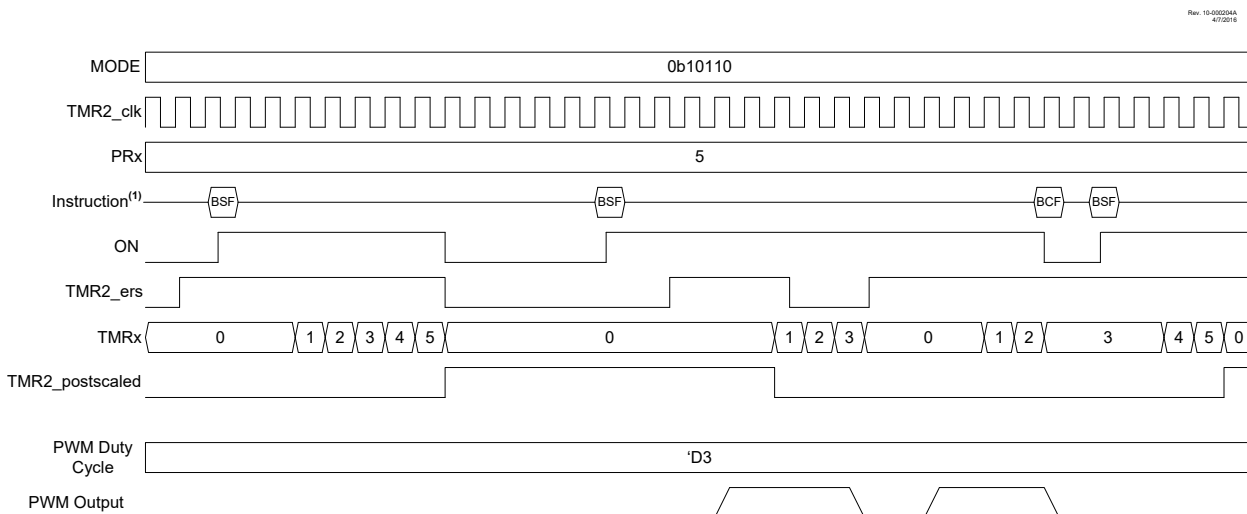 Rev. 10-000204A
4/7/2016
MODE 0b10110
TMR2_clk
PRx 5
Instruction(1) BSF BSF BCF BSF
ON
TMR2_ers
TMRx 0 1 2 3 4 5 0 1 2 3 0 1 2 3 4 5 0
TMR2_postscaled
PWM Duty
Cycle
‘D3
PWM Output